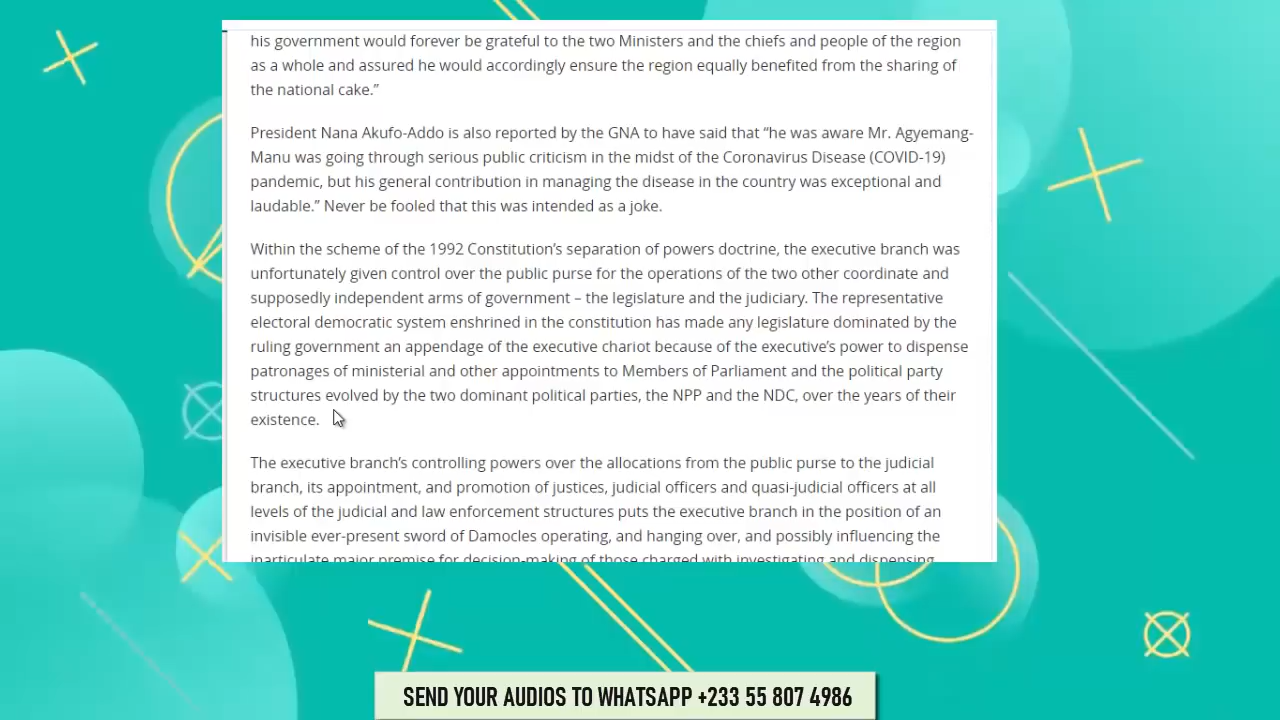 his government would forever be grateful to the two Ministers and the chiefs and people of the region
as a whole and assured he would accordingly ensure the region equally benefited from the sharing of
the national cake.”
President Nana Akufo-Addo is also reported by the GNA to have said that “he was aware Mr. Agyemang-
Manu was going through serious public criticism in the midst of the Coronavirus Disease (COVID-19)
pandemic, but his general contribution in managing the disease in the country was exceptional and
laudable.” Never be fooled that this was intended as a joke.
Within the scheme of the 1992 Constitution’s separation of powers doctrine, the executive branch was
unfortunately given control over the public purse for the operations of the two other coordinate and
supposedly independent arms of government – the legislature and the judiciary. The representative
electoral democratic system enshrined in the constitution has made any legislature dominated by the
ruling government an appendage of the executive chariot because of the executive’s power to dispense
patronages of ministerial and other appointments to Members of Parliament and the political party
structures evolved by the two dominant political parties, the NPP and the NDC, over the years of their
existence.
The executive branch’s controlling powers over the allocations from the public purse to the judicial
branch, its appointment, and promotion of justices, judicial officers and quasi-judicial officers at all
levels of the judicial and law enforcement structures puts the executive branch in the position of an
invisible ever-present sword of Damocles operating, and hanging over, and possibly influencing the
inarticulate major premise for decision-making of those charged with investigating and dispensing
SEND YOUR AUDIOS TO WHATSAPP +233 55 807 4986